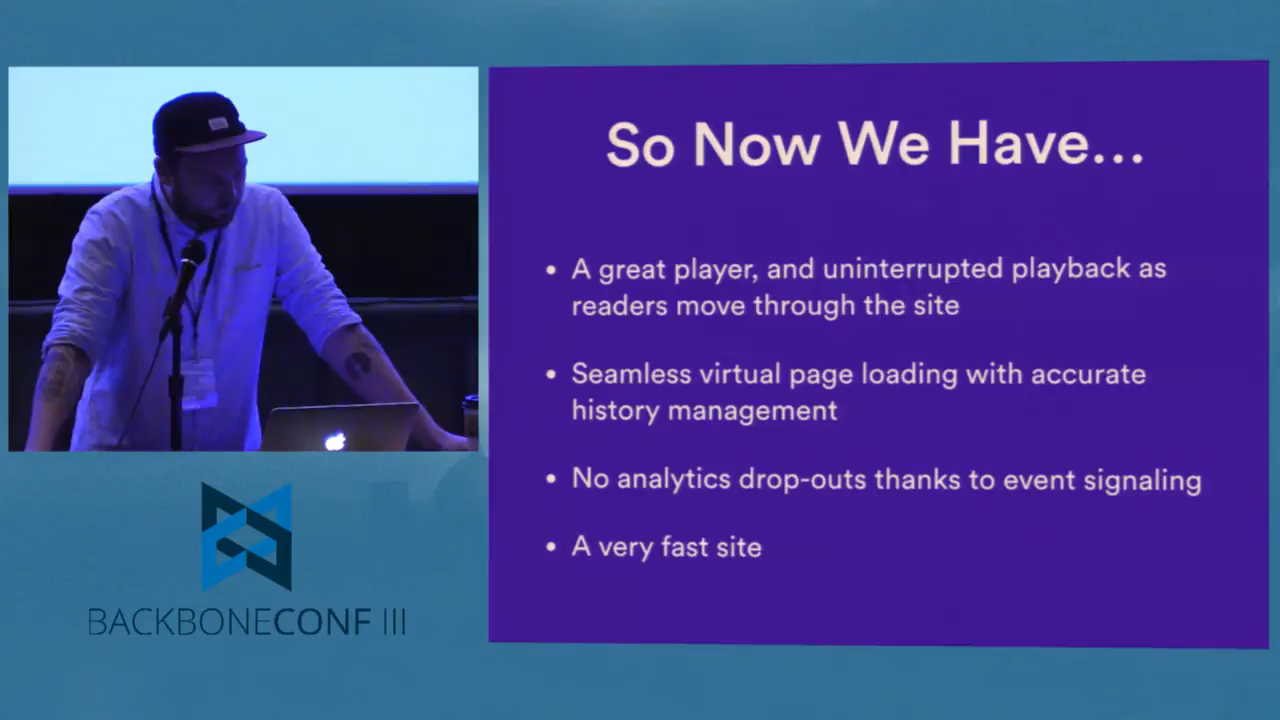 So Now We Have...
• A great player, and uninterrupted playback as
readers move through the site
• Seamless virtual page loading with accurate
history management
• No analytics drop-outs thanks to event signaling
• A very fast site
BACKBONECONF III